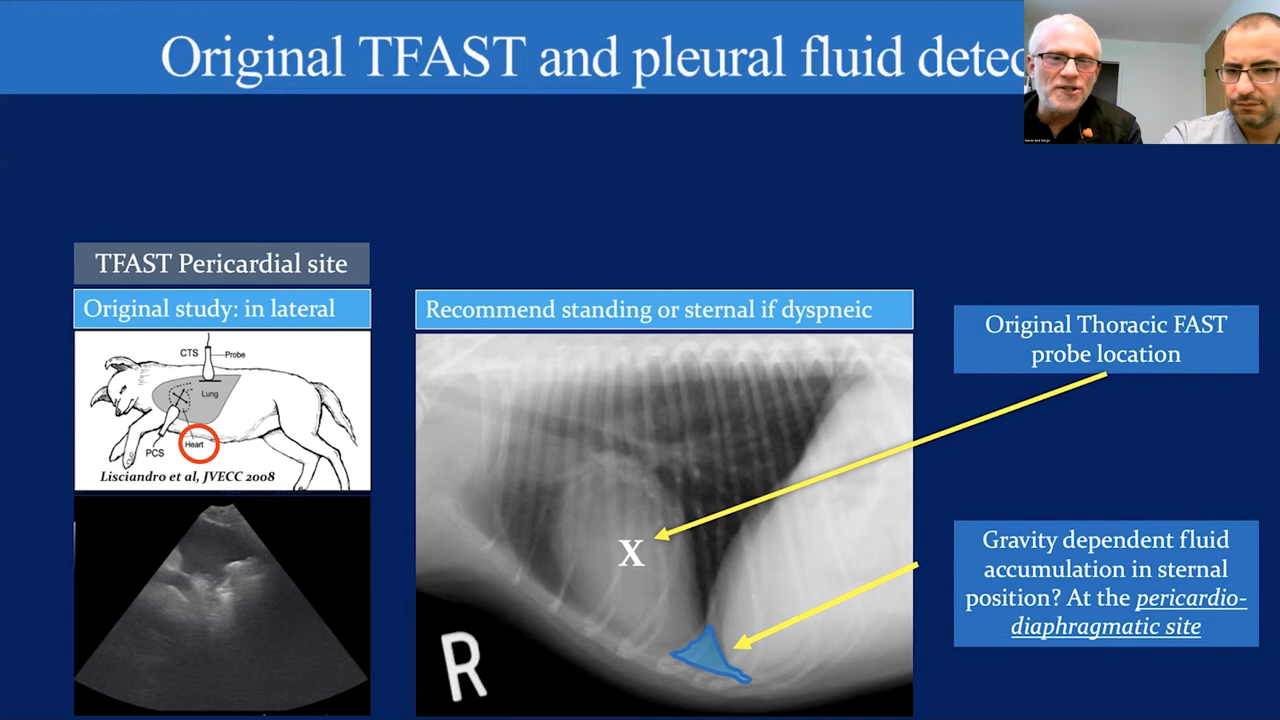 Original TFAST and pleural fluid detec
TFAST Pericardial site
Original study: in lateral
CTS
Probe
Lung
Heart
PCS
Lisciandro et al, JVECC 2008
Recommend standing or sternal if dyspneic
X
R
Original Thoracic FAST
probe location
Gravity dependent fluid
accumulation in sternal
position? At the pericardio-
diaphragmatic site